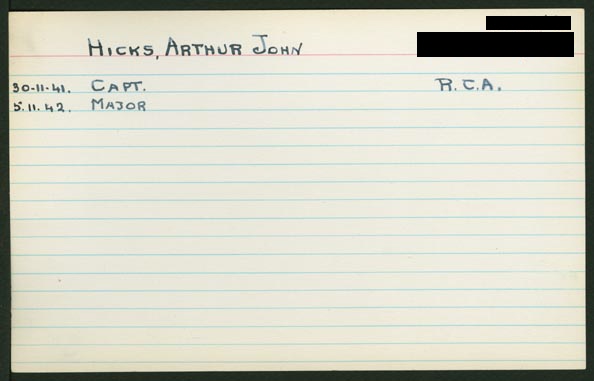 HICKS, ARTHUR JOHN
30-11-41. CAPT. R.C.A.
5.11.42. MAJOR